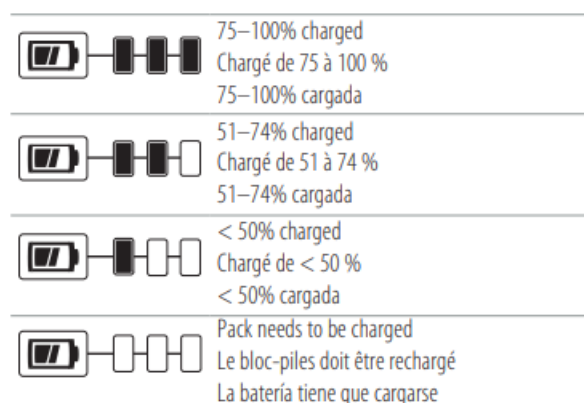 75–100% charged
Chargé de 75 à 100 %
75–100% cargada
51–74% charged
Chargé de 51 à 74 %
51–74% cargada
< 50% charged
Chargé de < 50 %
< 50% cargada
Pack needs to be charged
Le bloc-piles doit être rechargé
La batería tiene que cargarse